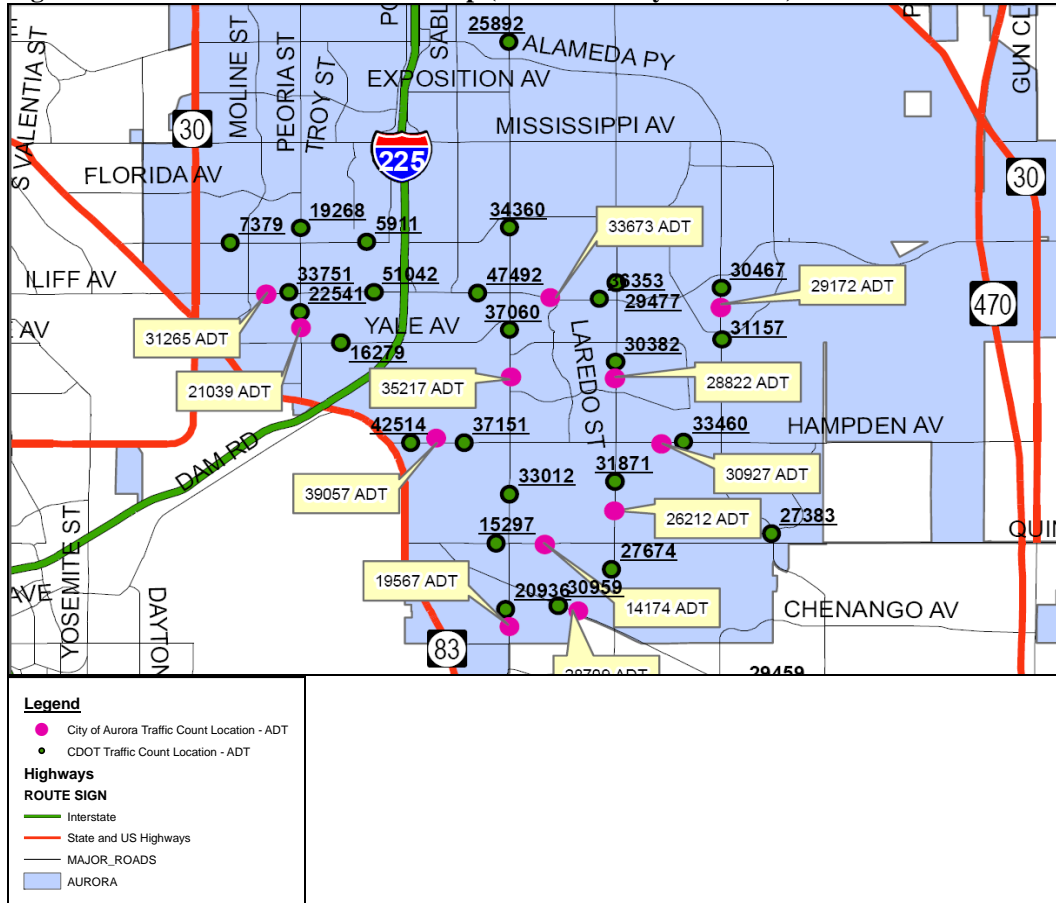 25892
ALAMEDA PY
EXPOSITION AV
MISSISSIPPI AV
S VALENTIA ST
MOLINE ST
PEORIA ST
TROY ST
SABL
PO
GUN CL
30
225
30
FLORIDA AV
7379
19268
5911
34360
33673 ADT
ILIFF AV
33751
51042
47492
36353
29477
30467
29172 ADT
22541
YALE AV
37060
31157
470
31265 ADT
16279
LAREDO ST
30382
21039 ADT
35217 ADT
28822 ADT
42514
37151
33460
HAMPDEN AV
DAM RD
39057 ADT
33012
31871
30927 ADT
26212 ADT
27383
15297
YOSEMITE ST
27674
19567 ADT
20936
30959
14174 ADT
CHENANGO AV
AVE
DAYTON
83
29459
Legend
City of Aurora Traffic Count Location - ADT
CDOT Traffic Count Location - ADT
Highways
ROUTE SIGN
Interstate
State and US Highways
MAJOR_ROADS
AURORA